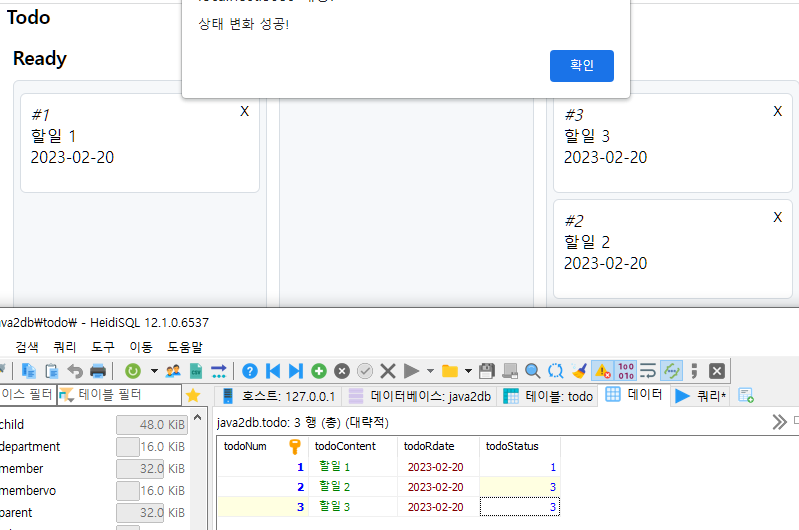 Todo
상태 변화 성공!
확인
Ready
#1 X
할일 1
2023-02-20
#3 X
할일 3
2023-02-20
#2 X
할일 2
2023-02-20
ava2db₩todo₩ - HeidiSQL 12.1.0.6537
검색 쿼리 도구 이동 도움말
이스 필터 테이블 필터
호스트: 127.0.0.1 데이터베이스: java2db 테이블: todo 데이터 쿼리*
java2db.todo: 3 행 (총) (대략적)
child 48.0 KiB
department 16.0 KiB
member 32.0 KiB
membervo 16.0 KiB
parent 32.0 KiB
todoNum todoContent todoRdate todoStatus
1 할일 1 2023-02-20 1
2 할일 2 2023-02-20 3
3 할일 3 2023-02-20 3